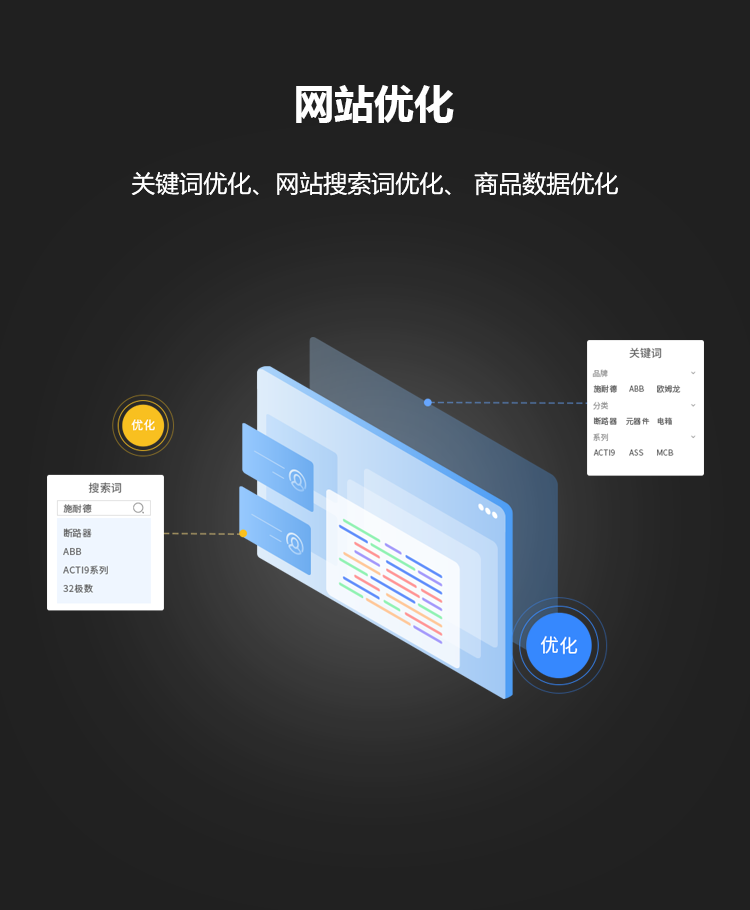 网站优化
关键词优化、网站搜索词优化、 商品数据优化
关键词
品牌
施耐德 ABB 欧姆龙
分类
断路器 元器件 电箱
系列
ACTI9 ASS MCB
优化
搜索词
施耐德
断路器
ABB
ACTI9系列
32极数
优化